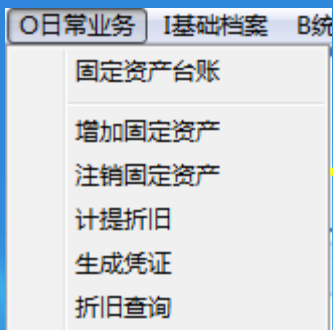 O日常业务 I基础档案 B统
固定资产台账
增加固定资产
注销固定资产
计提折旧
生成凭证
折旧查询